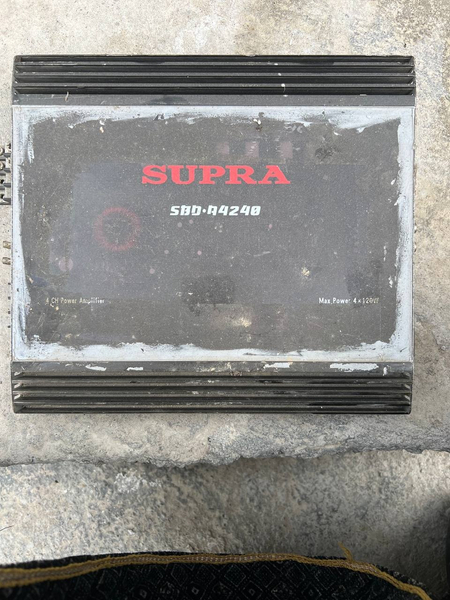 SUPRA
SBD·A4240
4 CH Power Amplifier
Max. Power 4×120W